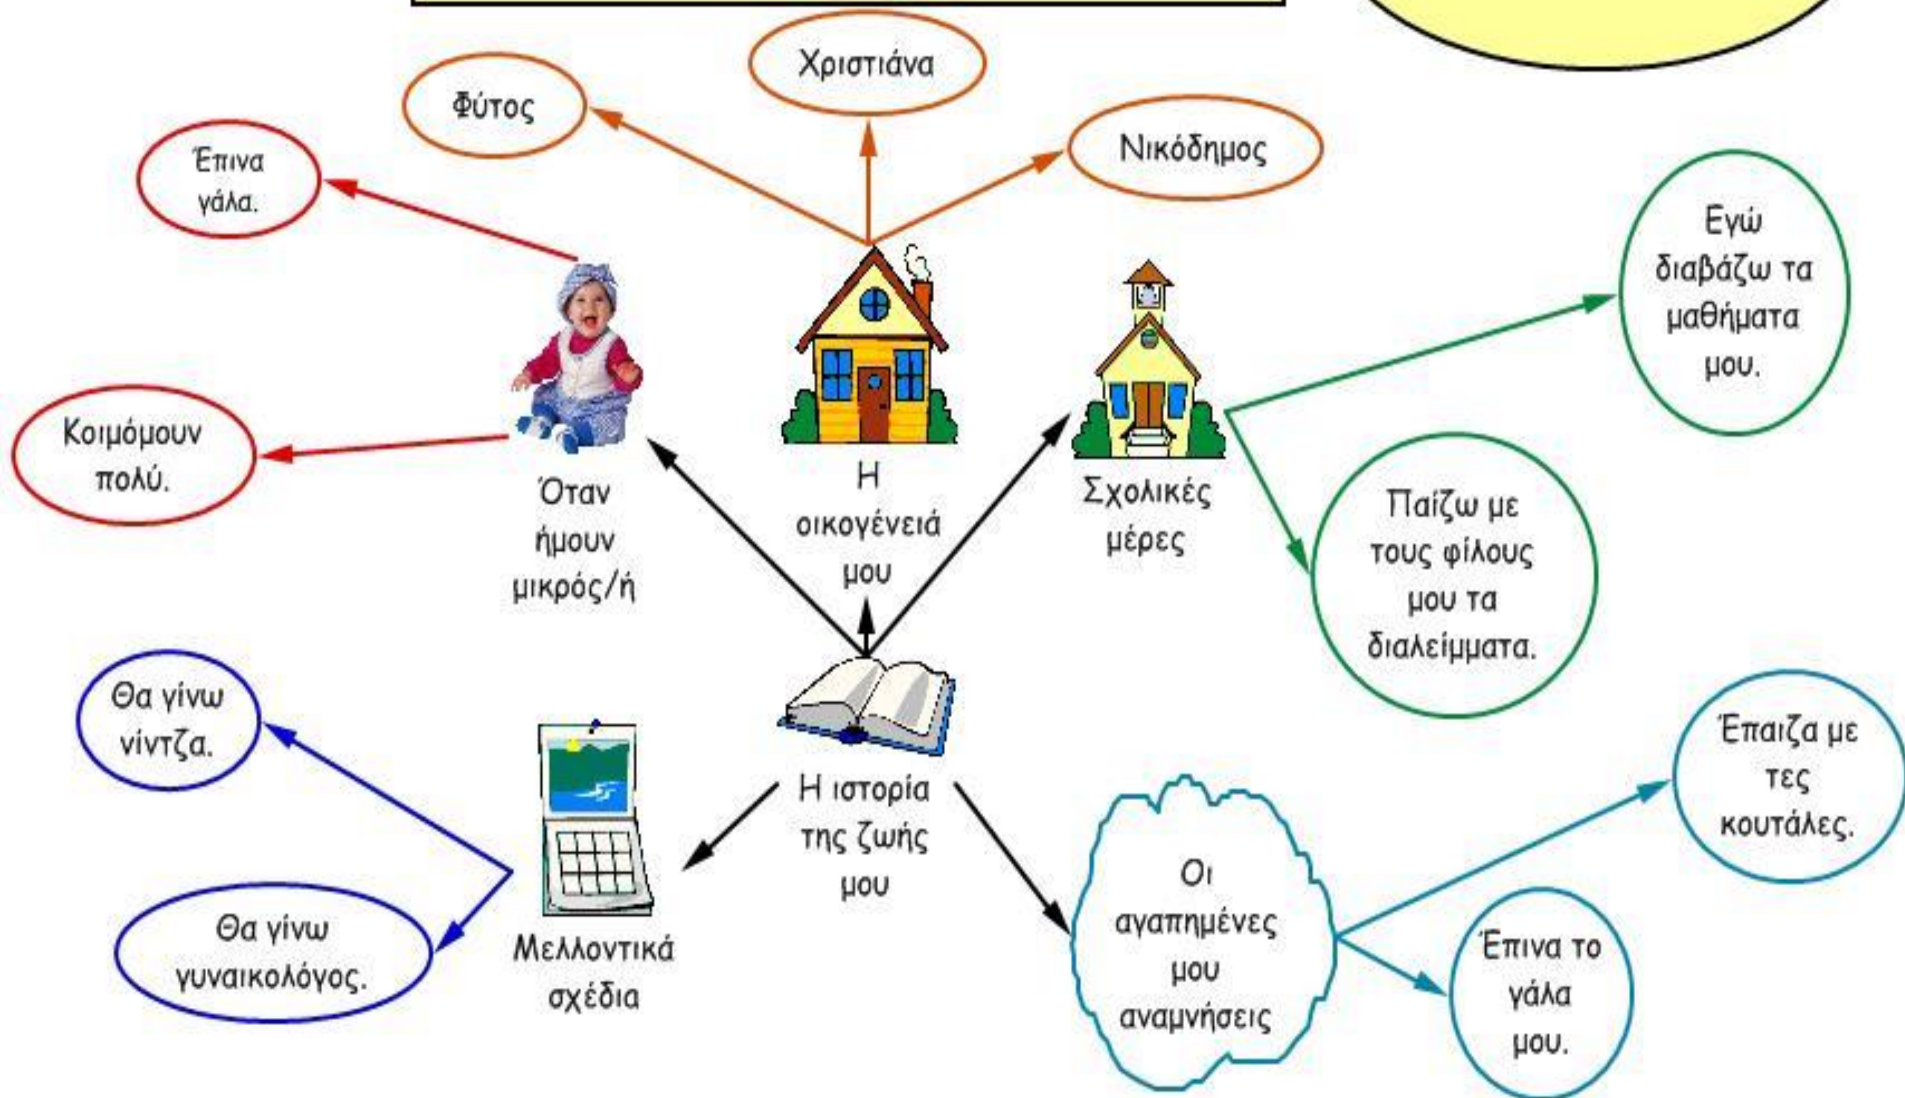 Χριστιάνα
Φύτος
Νικόδημος
Έπινα
γάλα.
Εγώ
διαβάζω τα
μαθήματα
μου.
Κοιμόμουν
πολύ.
Όταν
ήμουν
μικρός/ή
Η
οικογένειά
μου
Σχολικές
μέρες
Παίζω με
τους φίλους
μου τα
διαλείμματα.
Θα γίνω
νίντζα.
Η ιστορία
της ζωής
μου
Έπαιζα με
τες
κουτάλες.
Θα γίνω
γυναικολόγος.
Μελλοντικά
σχέδια
Οι
αγαπημένες
μου
αναμνήσεις
Έπινα το
γάλα
μου.